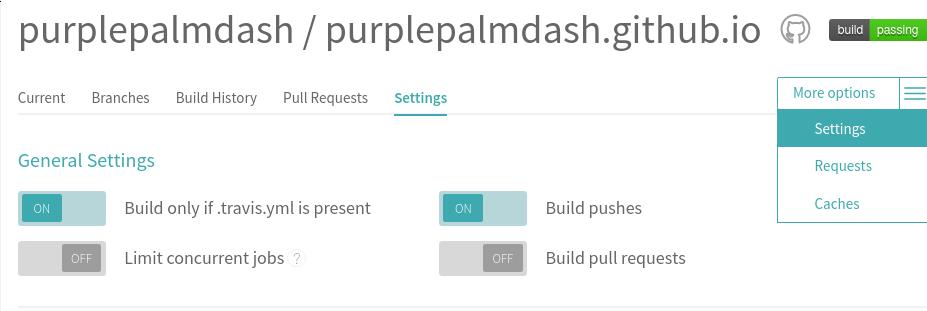 purplepalmdash / purplepalmdash.github.io build passing
Current Branches Build History Pull Requests Settings More options
Settings
Requests
Caches
General Settings
ON Build only if .travis.yml is present ON Build pushes
OFF Limit concurrent jobs ? OFF Build pull requests